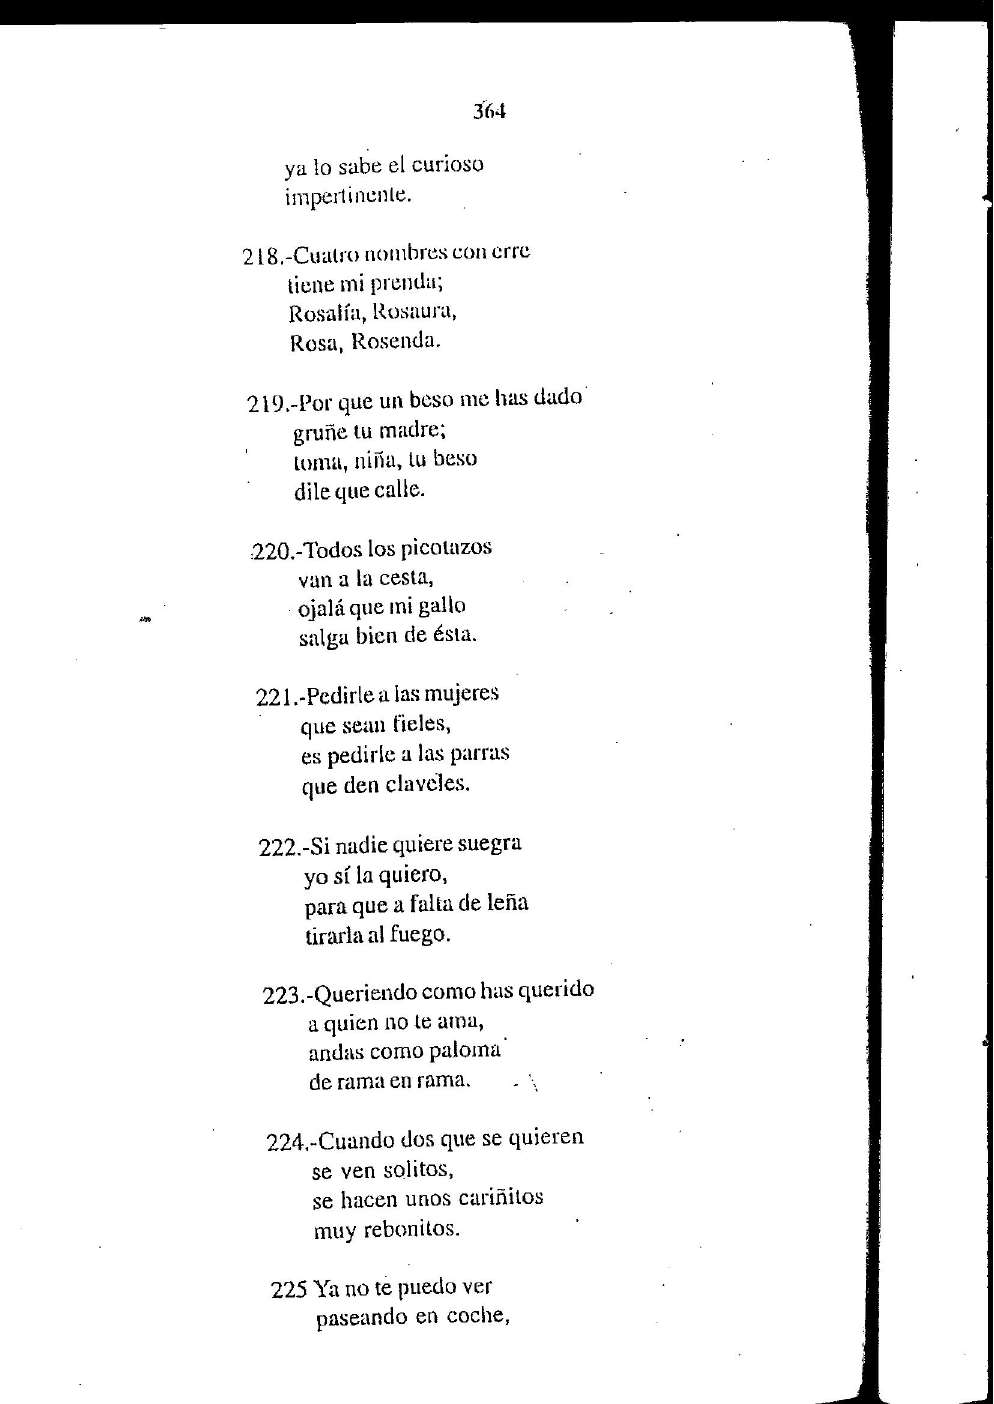 364
ya lo sabe el curioso
impertinente.
218.-Cuatro nombres con erre
tiene mi prenda;
Rosalía, Rosaura,
Rosa, Rosenda.
219.-Por que un beso me has dado
gruñe tu madre;
toma, niña, tu beso
dile que calle.
220.-Todos los picotazos
van a la cesta,
ojalá que mi gallo
salga bien de ésta.
221.-Pedirle a las mujeres
que sean fieles,
es pedirle a las parras
que den claveles.
222.-Si nadie quiere suegra
yo sí la quiero,
para que a falta de leña
tirarla al fuego.
223.-Queriendo como has querido
a quien no te ama,
andas como paloma
de rama en rama.
224.-Cuando dos que se quieren
se ven solitos,
se hacen unos cariñitos
muy rebonitos.
225 Ya no te puedo ver
paseando en coche,